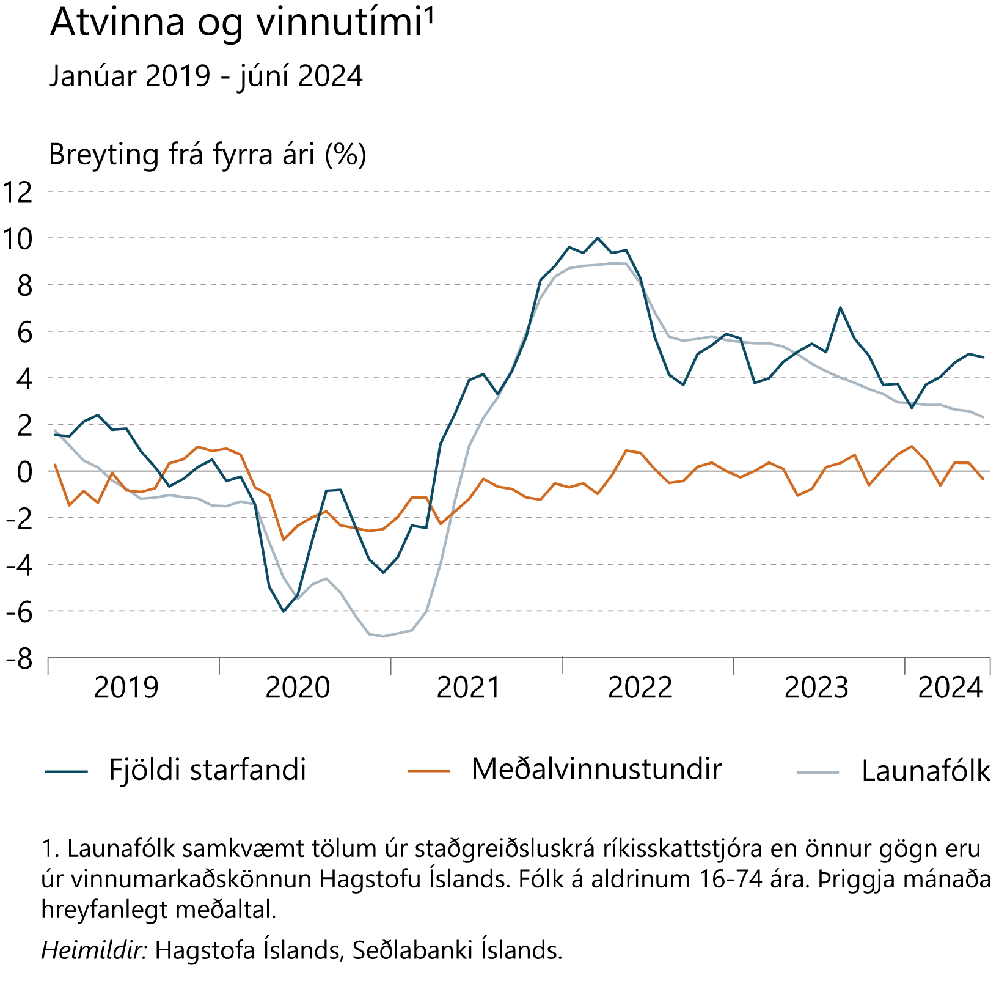 Atvinna og vinnutími¹
Janúar 2019 - júní 2024
Breyting frá fyrra ári (%)
12
10
8
6
4
2
0
-2
-4
-6
-8
2019 2020 2021 2022 2023 2024
Fjöldi starfandi Meðalvinnustundir Launafólk
1. Launafólk samkvæmt tölum úr staðgreiðsluskrá ríkisskattstjóra en önnur gögn eru
úr vinnumarkaðskönnun Hagstofu Íslands. Fólk á aldrinum 16-74 ára. Þriggja mánaða
hreyfanlegt meðaltal.
Heimildir: Hagstofa Íslands, Seðlabanki Íslands.